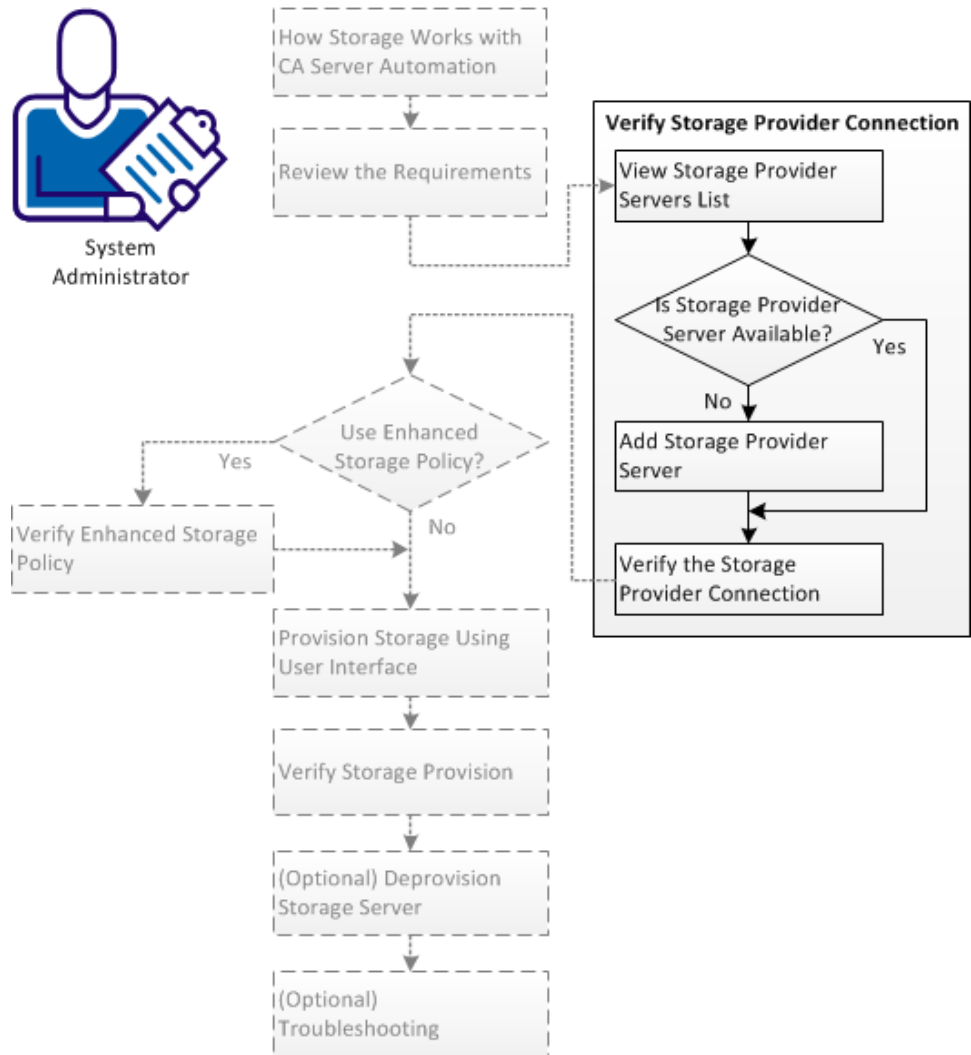 How Storage Works with
CA Server Automation
Review the Requirements
System
Administrator
Verify Storage Provider Connection
View Storage Provider
Servers List
Is Storage Provider
Server Available?
Yes
No
Add Storage Provider
Server
Verify the Storage
Provider Connection
Use Enhanced
Storage Policy?
Yes
No
Verify Enhanced Storage
Policy
Provision Storage Using
User Interface
Verify Storage Provision
(Optional) Deprovision
Storage Server
(Optional)
Troubleshooting